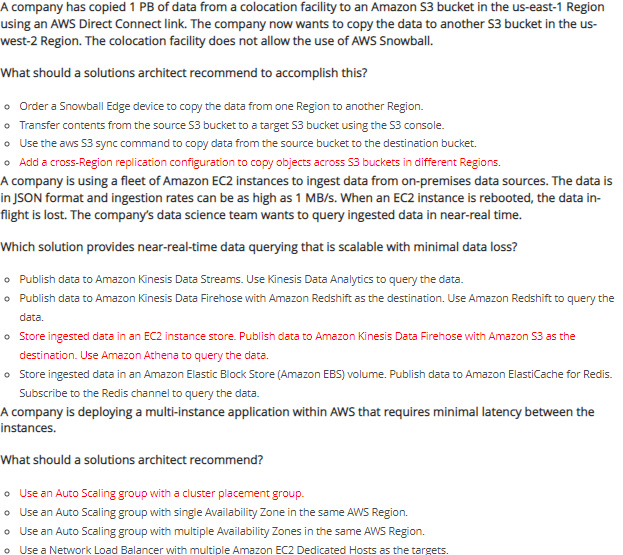 A company has copied 1 PB of data from a colocation facility to an Amazon S3 bucket in the us-east-1 Region
using an AWS Direct Connect link. The company now wants to copy the data to another S3 bucket in the us-
west-2 Region. The colocation facility does not allow the use of AWS Snowball.
What should a solutions architect recommend to accomplish this?
Order a Snowball Edge device to copy the data from one Region to another Region.
Transfer contents from the source S3 bucket to a target S3 bucket using the S3 console.
Use the aws S3 sync command to copy data from the source bucket to the destination bucket.
Add a cross-Region replication configuration to copy objects across S3 buckets in different Regions.
A company is using a fleet of Amazon EC2 instances to ingest data from on-premises data sources. The data is
in JSON format and ingestion rates can be as high as 1 MB/s. When an EC2 instance is rebooted, the data in-
flight is lost. The company's data science team wants to query ingested data in near-real time.
Which solution provides near-real-time data querying that is scalable with minimal data loss?
Publish data to Amazon Kinesis Data Streams. Use Kinesis Data Analytics to query the data.
Publish data to Amazon Kinesis Data Firehose with Amazon Redshift as the destination. Use Amazon Redshift to query the
data.
Store ingested data in an EC2 instance store. Publish data to Amazon Kinesis Data Firehose with Amazon S3 as the
destination. Use Amazon Athena to query the data.
Store ingested data in an Amazon Elastic Block Store (Amazon EBS) volume. Publish data to Amazon ElastiCache for Redis.
Subscribe to the Redis channel to query the data.
A company is deploying a multi-instance application within AWS that requires minimal latency between the
instances.
What should a solutions architect recommend?
Use an Auto Scaling group with a cluster placement group.
Use an Auto Scaling group with single Availability Zone in the same AWS Region.
Use an Auto Scaling group with multiple Availability Zones in the same AWS Region.
Use a Network Load Balancer with multiple Amazon EC2 Dedicated Hosts as the targets.